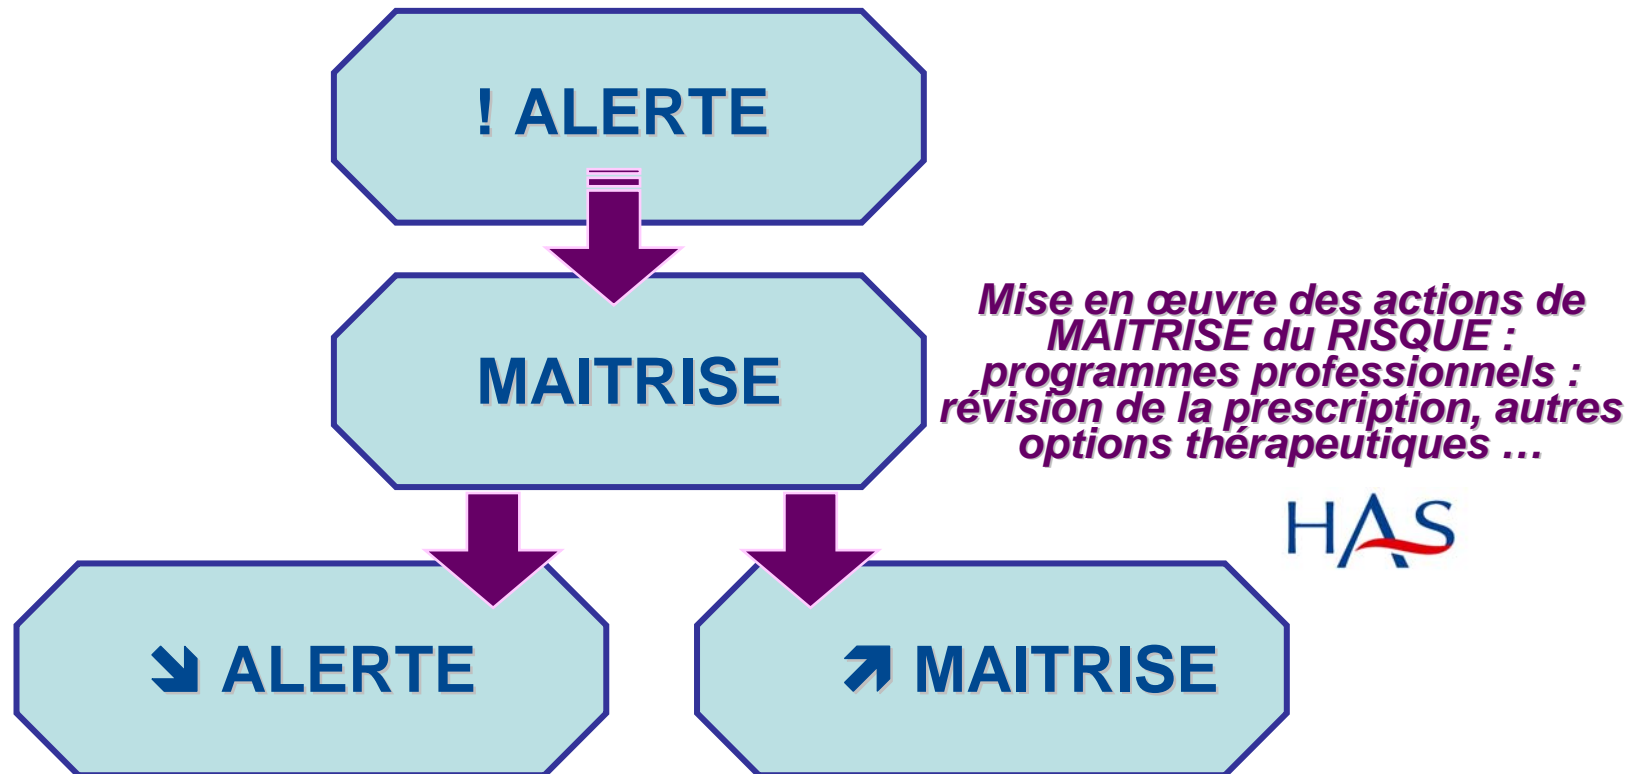 ! ALERTE
MAITRISE
Mise en œuvre des actions de
MAITRISE du RISQUE :
programmes professionnels :
révision de la prescription, autres
options thérapeutiques …
HAS
➘ ALERTE
➚ MAITRISE